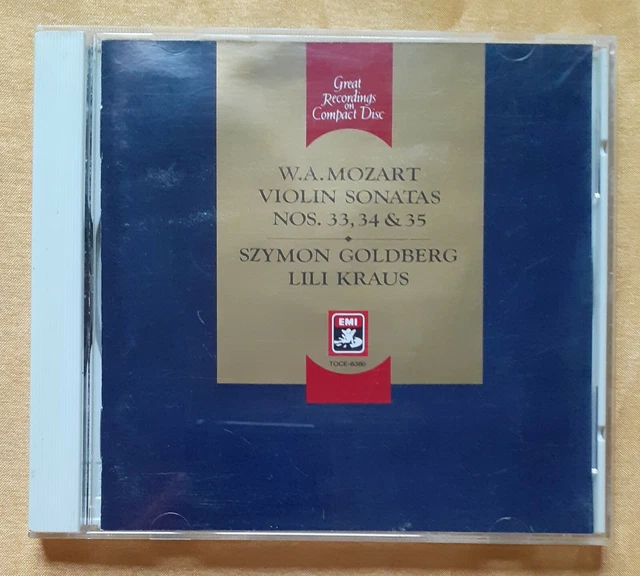 Great
Recordings
on
Compact Disc
W.A. MOZART
VIOLIN SONATAS
NOS. 33, 34 & 35
SZYMON GOLDBERG
LILI KRAUS
EMI